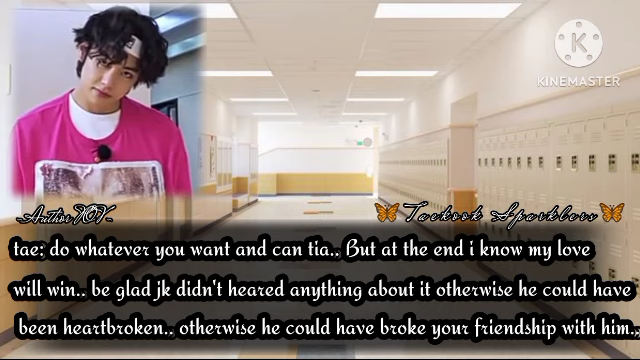 KINEMASTER
Author POV
🦋 Taekook Sparklers 🦋
tae: do whatever you want and can tia.. But at the end i know my love
will win.. be glad jk didn't heared anything about it otherwise he could have
been heartbroken.. otherwise he could have broke your friendship with him..